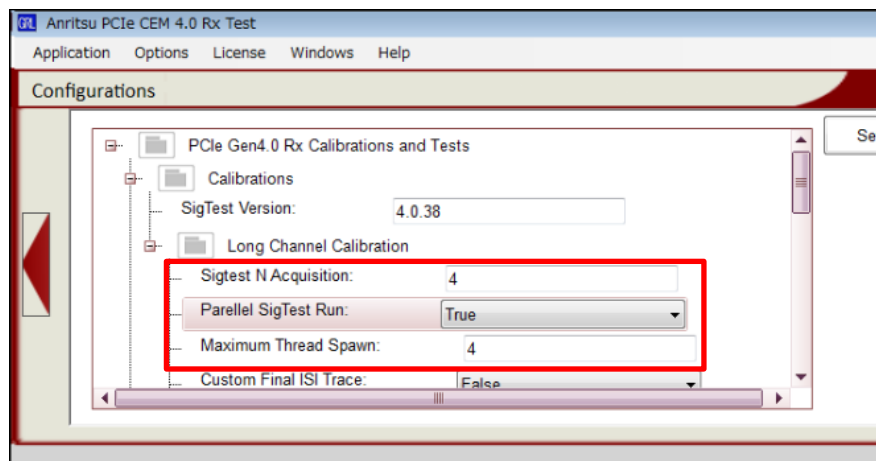 GRL Anritsu PCIe CEM 4.0 Rx Test
Application Options License Windows Help
Configurations
Se
PCIe Gen4.0 Rx Calibrations and Tests
Calibrations
SigTest Version: 4.0.38
Long Channel Calibration
Sigtest N Acquisition: 4
Parellel SigTest Run: True
Maximum Thread Spawn: 4
Custom Final ISI Trace: False